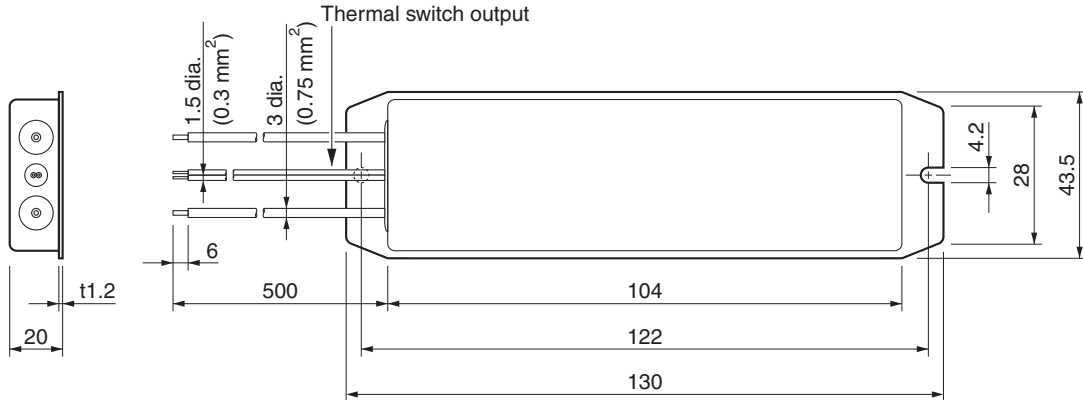 Thermal switch output
1.5 dia.
(0.3 mm²)
3 dia.
(0.75 mm²)
4.2
28
43.5
6
t1.2
500
104
20
122
130